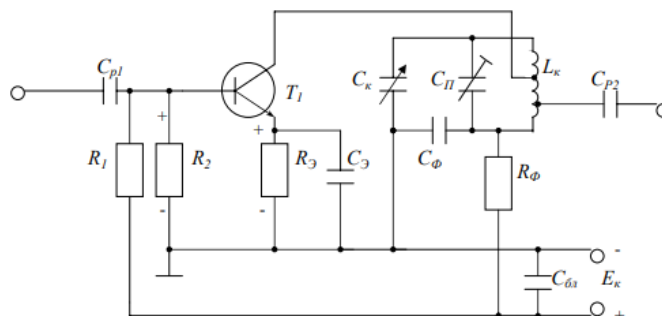 Cр1
T1
Cк
CП
Lк
CР2
+
+
R1
R2
RЭ
CЭ
CФ
RФ
-
-
-
Cбл
Eк
+